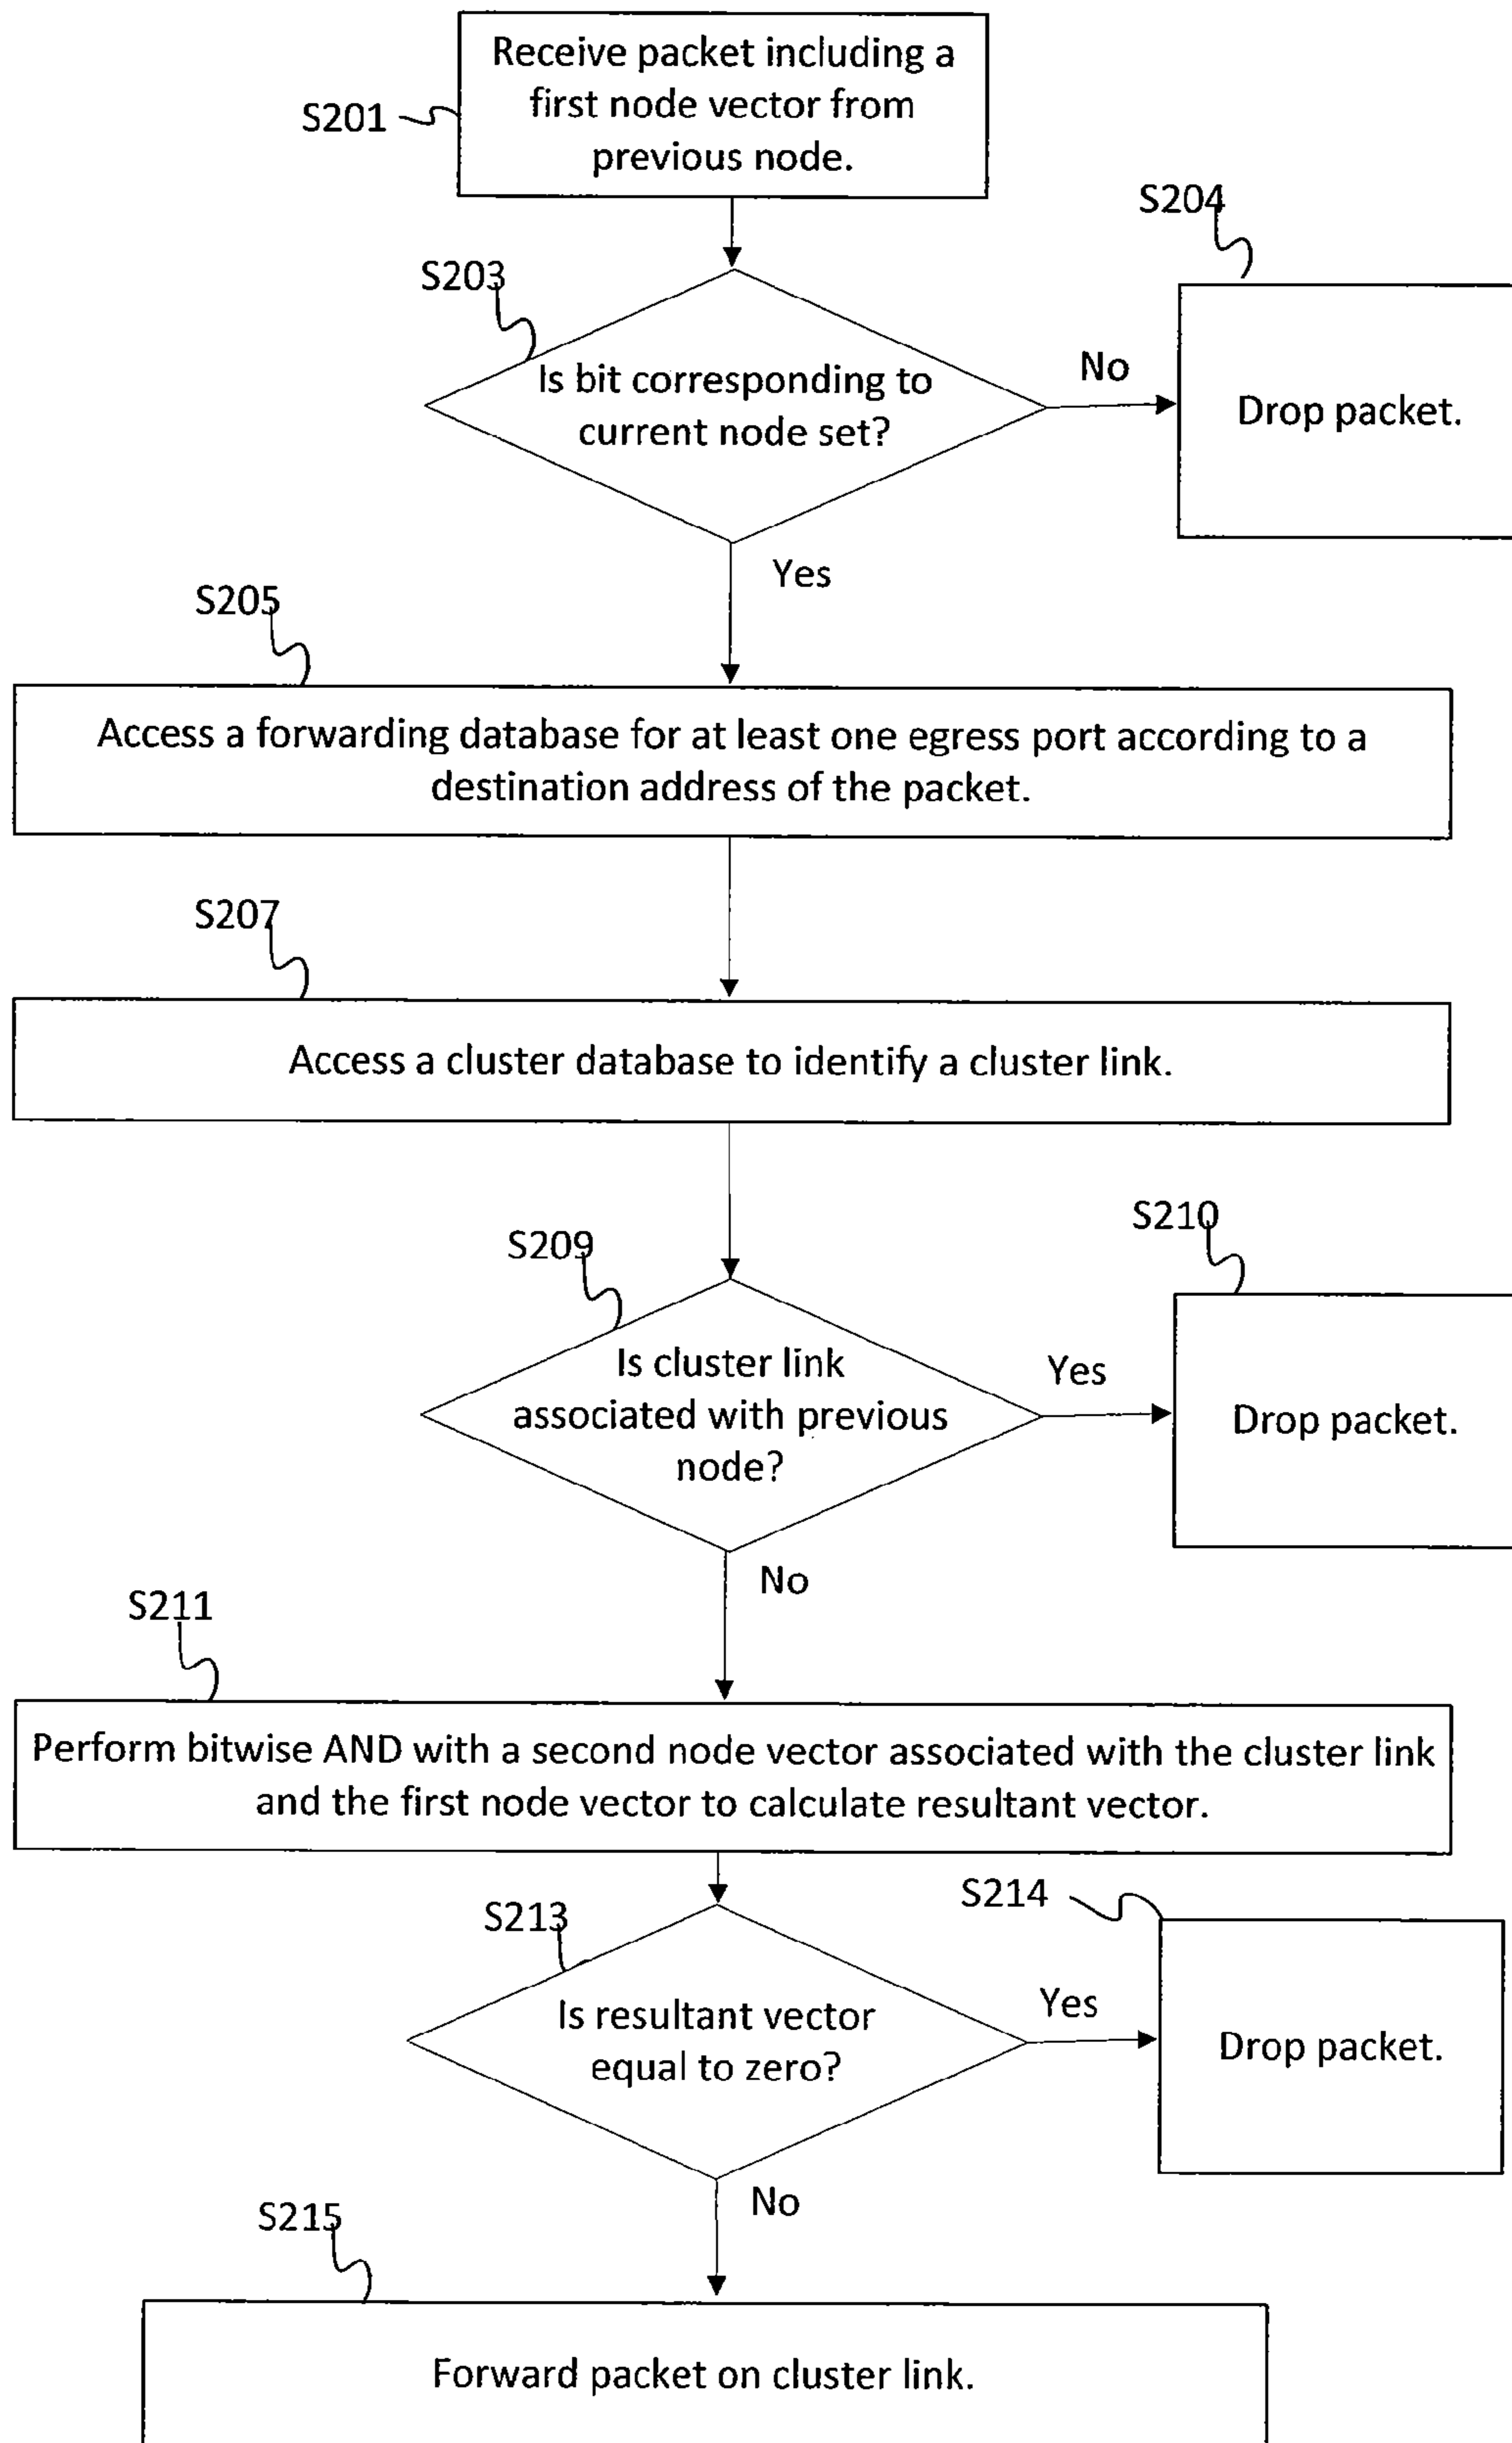 Receive packet including a
first node vector from
previous node.
S201
S204
S203
Is bit corresponding to
current node set?
No
Drop packet.
Yes
S205
Access a forwarding database for at least one egress port according to a
destination address of the packet.
S207
Access a cluster database to identify a cluster link.
S210
S209
Is cluster link
associated with previous
node?
Yes
Drop packet.
No
S211
Perform bitwise AND with a second node vector associated with the cluster link
and the first node vector to calculate resultant vector.
S214
S213
Is resultant vector
equal to zero?
Yes
Drop packet.
No
S215
Forward packet on cluster link.